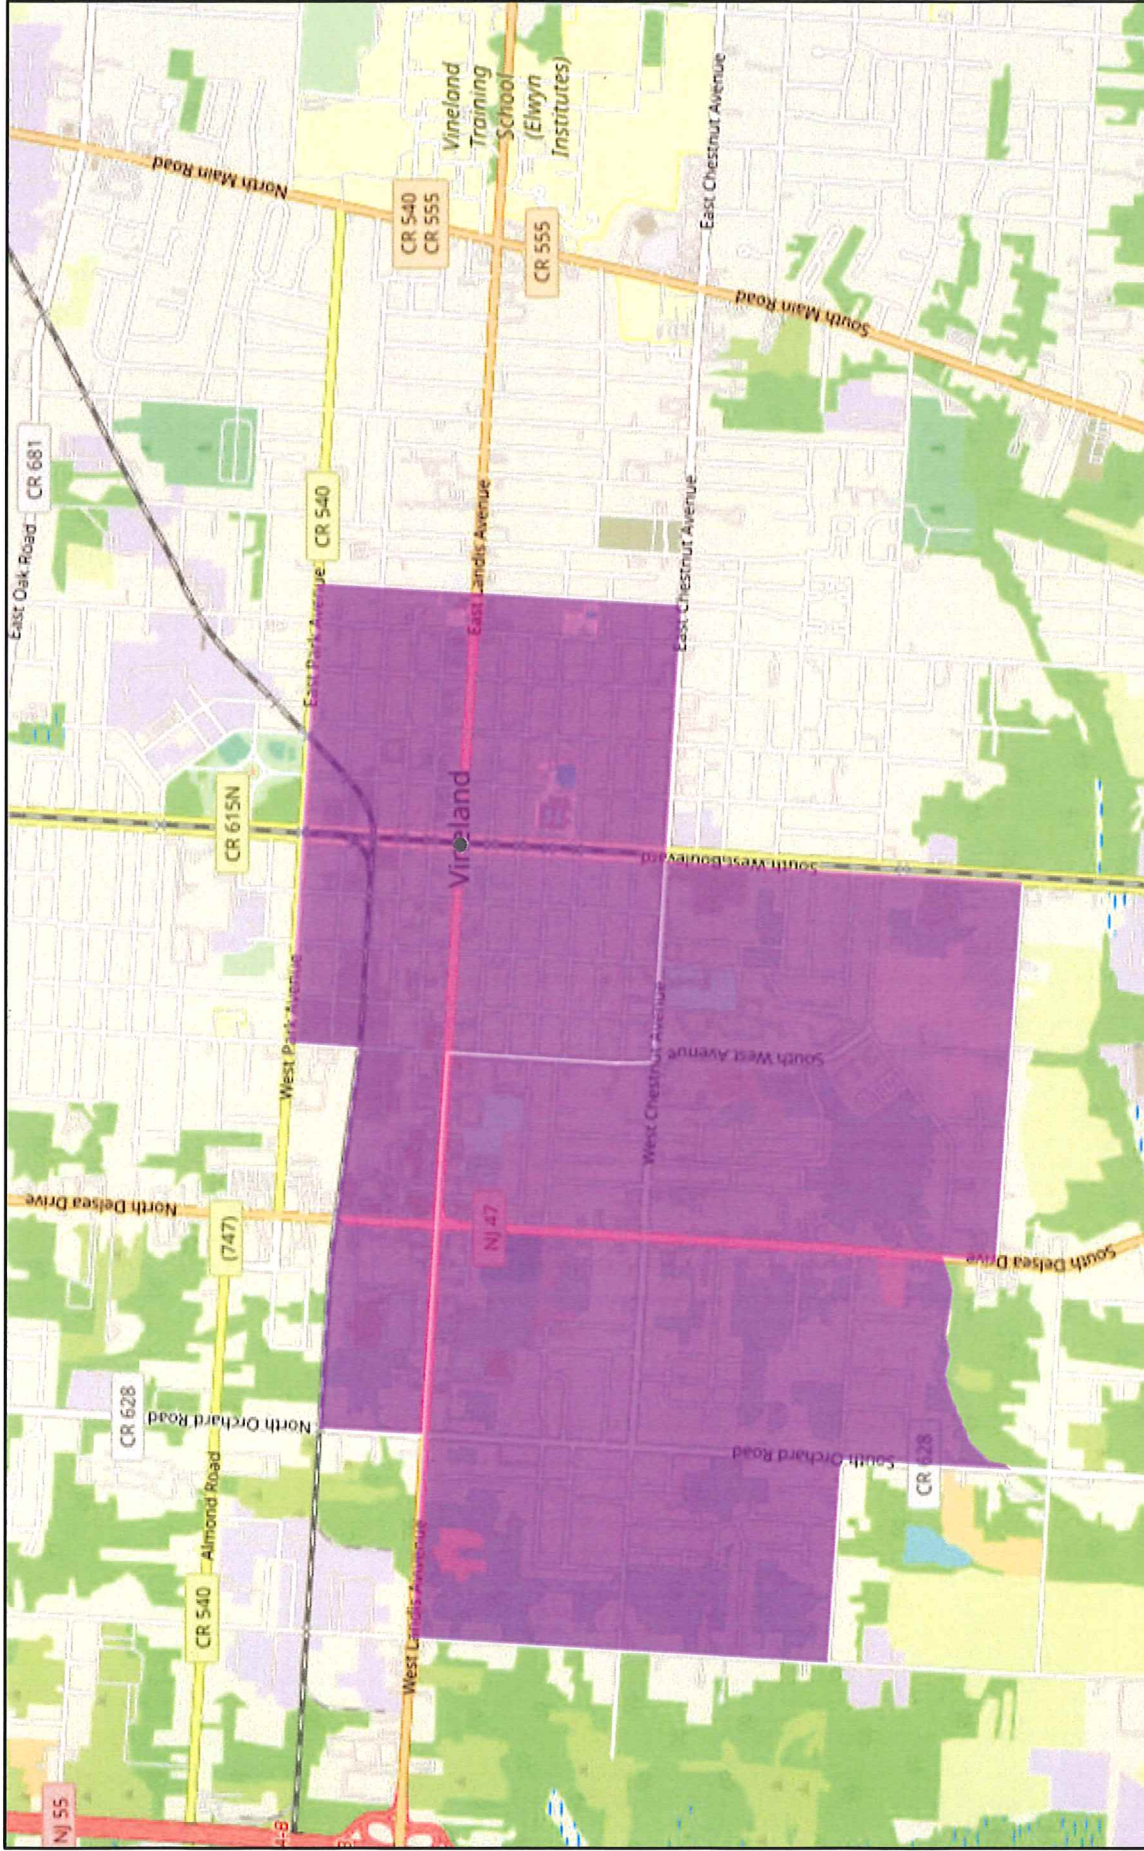 East Oak Road
CR 681
North Main Road
Vineland
Training
School
(Elwyn
Institutes)
CR 540
CR 555
CR 555
East Chestnut Avenue
South Main Road
CR 540
East Landis Avenue
East Park Avenue
East Chestnut Avenue
CR 615N
Vineland
South West Boulevard
West Park Avenue
West Chestnut Avenue
South West Avenue
North Delsea Drive
(747)
NJ 47
South Delsea Drive
CR 628
North Orchard Road
Almond Road
South Orchard Road
CR 628
CR 540
West Landis Avenue
NJ 55